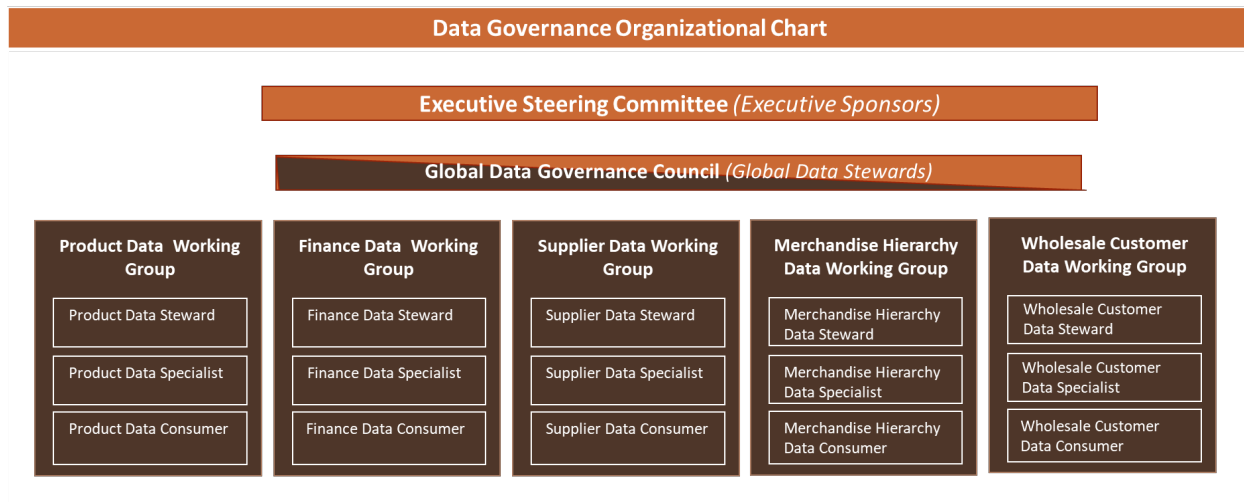 Data Governance Organizational Chart
Executive Steering Committee (Executive Sponsors)
Global Data Governance Council (Global Data Stewards)
Product Data Working
Group
Product Data Steward
Product Data Specialist
Product Data Consumer
Finance Data Working
Group
Finance Data Steward
Finance Data Specialist
Finance Data Consumer
Supplier Data Working
Group
Supplier Data Steward
Supplier Data Specialist
Supplier Data Consumer
Merchandise Hierarchy
Data Working Group
Merchandise Hierarchy
Data Steward
Merchandise Hierarchy
Data Specialist
Merchandise Hierarchy
Data Consumer
Wholesale Customer
Data Working Group
Wholesale Customer
Data Steward
Wholesale Customer
Data Specialist
Wholesale Customer
Data Consumer